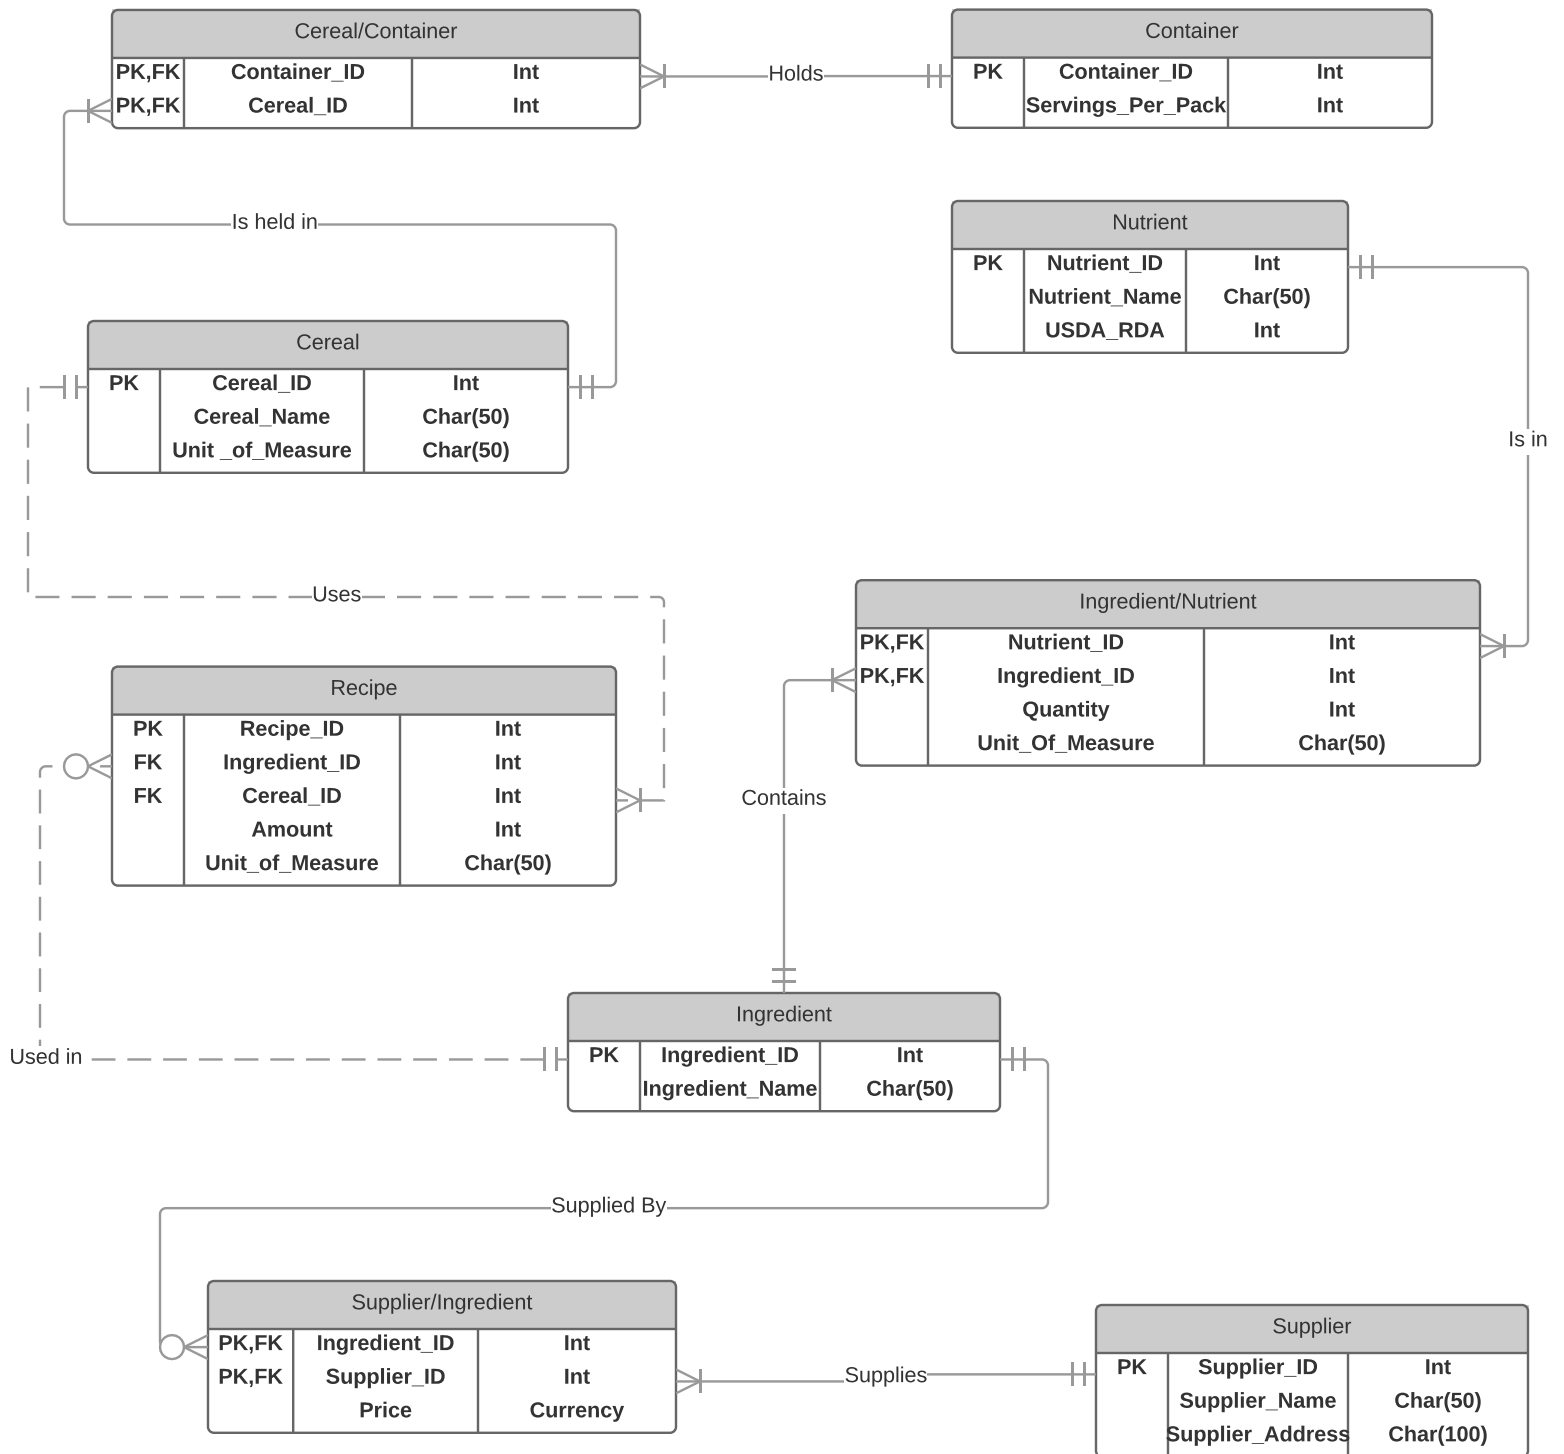 Cereal/Container
PK,FK Container_ID Int
PK,FK Cereal_ID Int
Holds
Container
PK Container_ID Int
Servings_Per_Pack Int
Is held in
Nutrient
PK Nutrient_ID Int
Nutrient_Name Char(50)
USDA_RDA Int
Cereal
PK Cereal_ID Int
Cereal_Name Char(50)
Unit _of_Measure Char(50)
Is in
Uses
Ingredient/Nutrient
PK,FK Nutrient_ID Int
PK,FK Ingredient_ID Int
Quantity Int
Unit_Of_Measure Char(50)
Recipe
PK Recipe_ID Int
FK Ingredient_ID Int
FK Cereal_ID Int
Amount Int
Unit_of_Measure Char(50)
Contains
Ingredient
PK Ingredient_ID Int
Ingredient_Name Char(50)
Used in
Supplied By
Supplier/Ingredient
PK,FK Ingredient_ID Int
PK,FK Supplier_ID Int
Price Currency
Supplies
Supplier
PK Supplier_ID Int
Supplier_Name Char(50)
Supplier_Address Char(100)